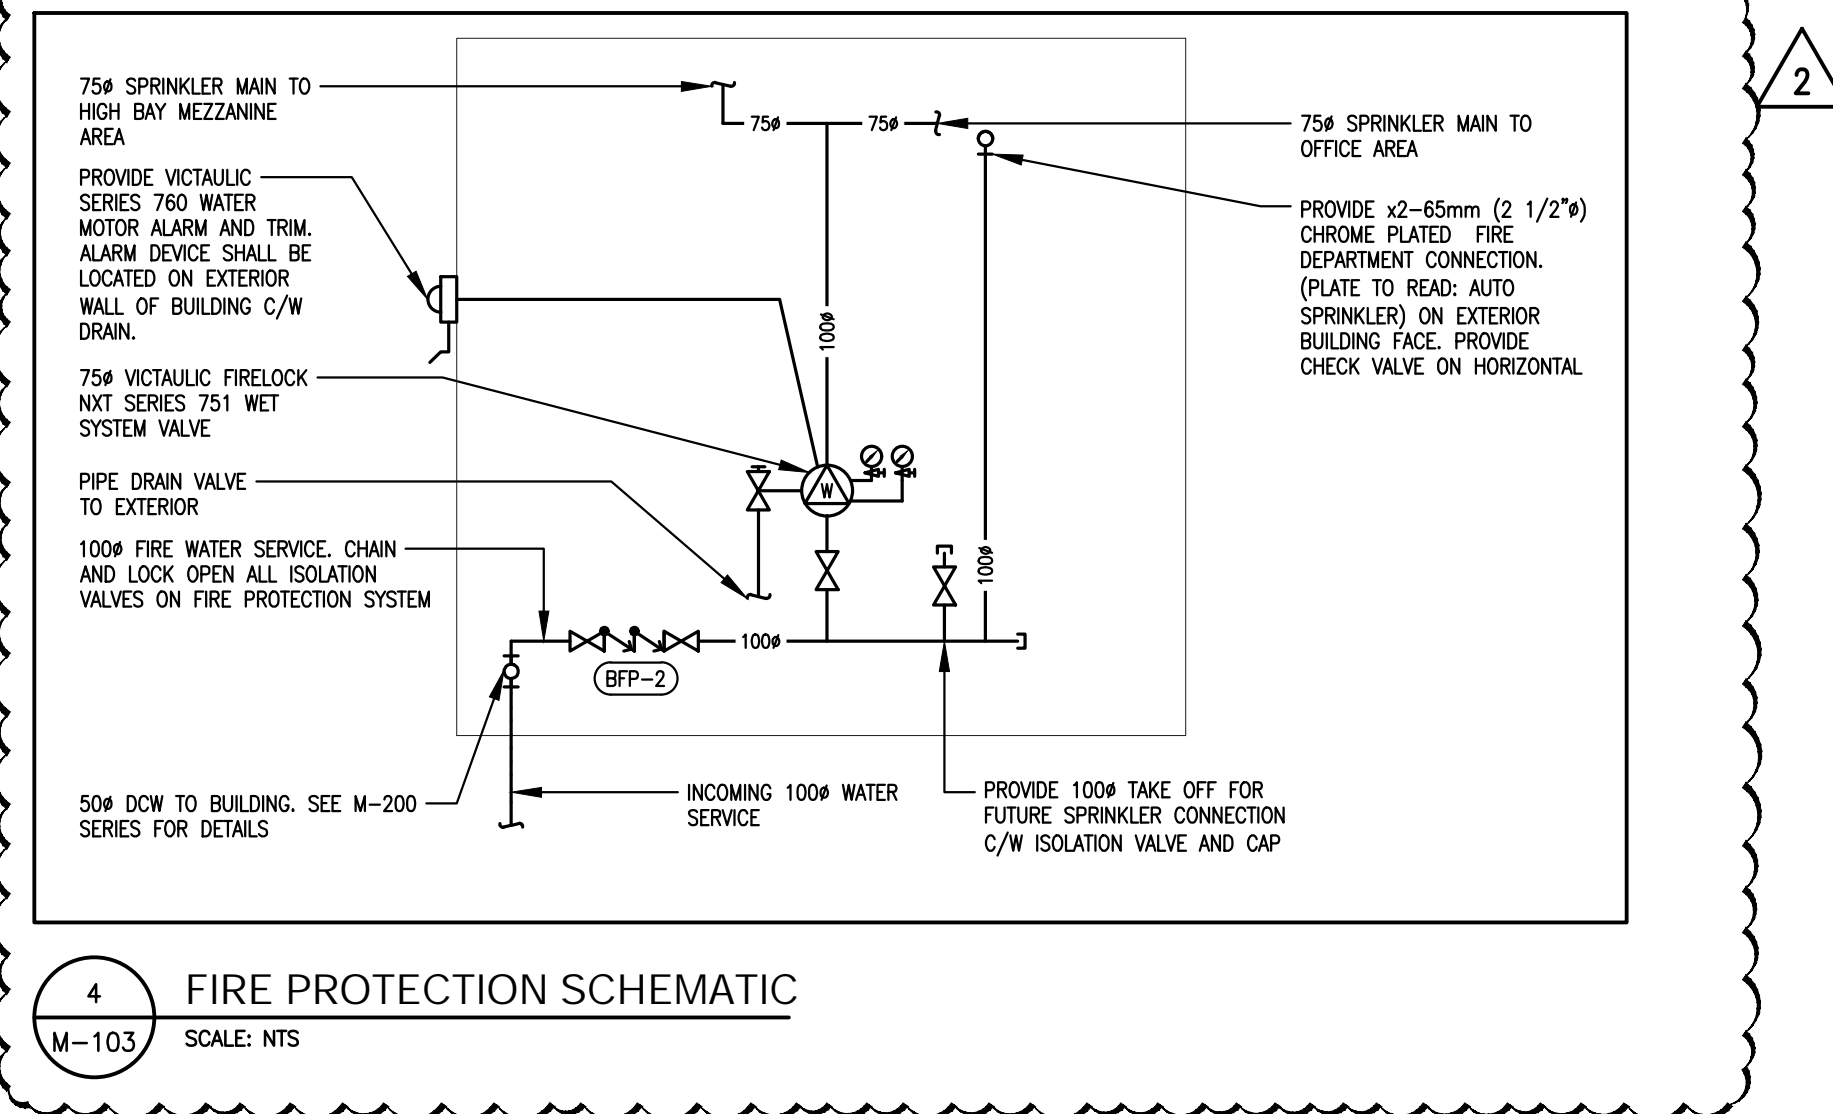 75ø SPRINKLER MAIN TO
HIGH BAY MEZZANINE
AREA
PROVIDE VICTAULIC
SERIES 760 WATER
MOTOR ALARM AND TRIM.
ALARM DEVICE SHALL BE
LOCATED ON EXTERIOR
WALL OF BUILDING C/W
DRAIN.
75ø VICTAULIC FIRELOCK
NXT SERIES 751 WET
SYSTEM VALVE
PIPE DRAIN VALVE
TO EXTERIOR
100ø FIRE WATER SERVICE. CHAIN
AND LOCK OPEN ALL ISOLATION
VALVES ON FIRE PROTECTION SYSTEM
50ø DCW TO BUILDING. SEE M-200
SERIES FOR DETAILS
75ø
75ø
100ø
W
100ø
100ø
BFP-2
INCOMING 100ø WATER
SERVICE
PROVIDE 100ø TAKE OFF FOR
FUTURE SPRINKLER CONNECTION
C/W ISOLATION VALVE AND CAP
75ø SPRINKLER MAIN TO
OFFICE AREA
PROVIDE x2-65mm (2 1/2"ø)
CHROME PLATED FIRE
DEPARTMENT CONNECTION.
(PLATE TO READ: AUTO
SPRINKLER) ON EXTERIOR
BUILDING FACE. PROVIDE
CHECK VALVE ON HORIZONTAL
2
4
M-103
FIRE PROTECTION SCHEMATIC
SCALE: NTS